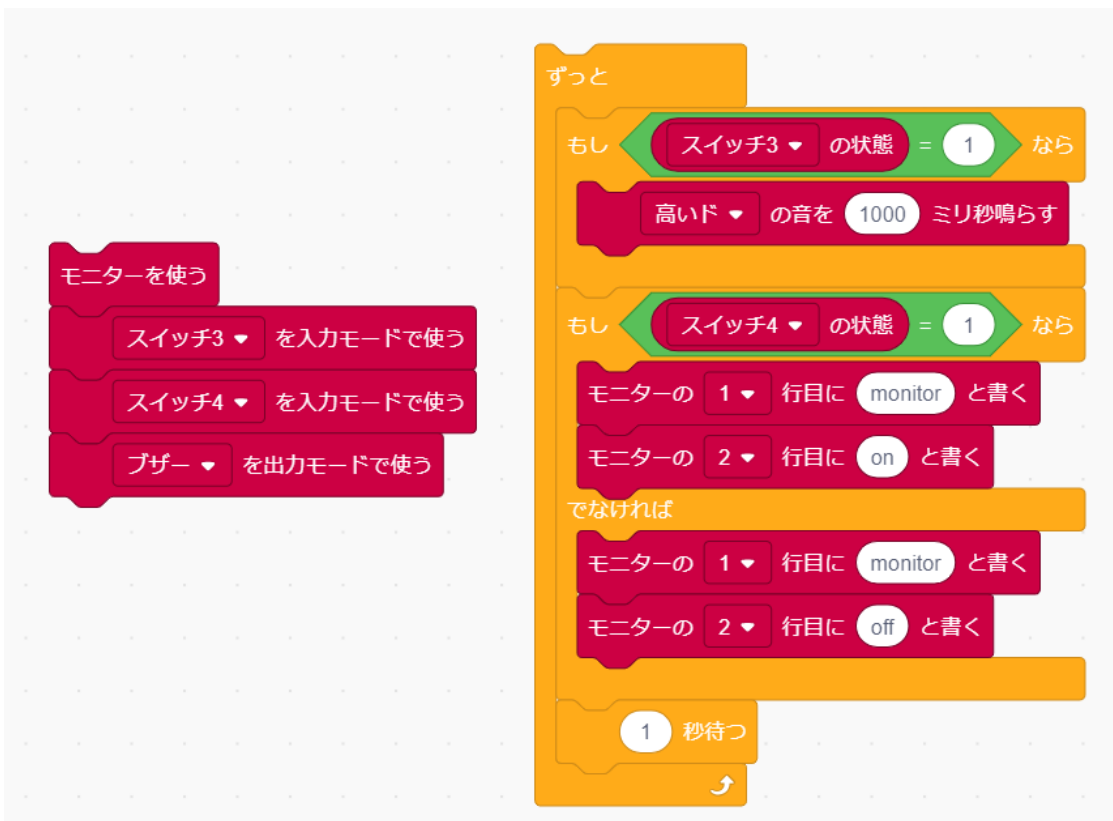 モニターを使う
スイッチ3 を入力モードで使う
スイッチ4 を入力モードで使う
ブザー を出力モードで使う
ずっと
もし スイッチ3 の状態 = 1 なら
高いド の音を 1000 ミリ秒鳴らす
もし スイッチ4 の状態 = 1 なら
モニターの 1 行目に monitor と書く
モニターの 2 行目に on と書く
でなければ
モニターの 1 行目に monitor と書く
モニターの 2 行目に off と書く
1 秒待つ